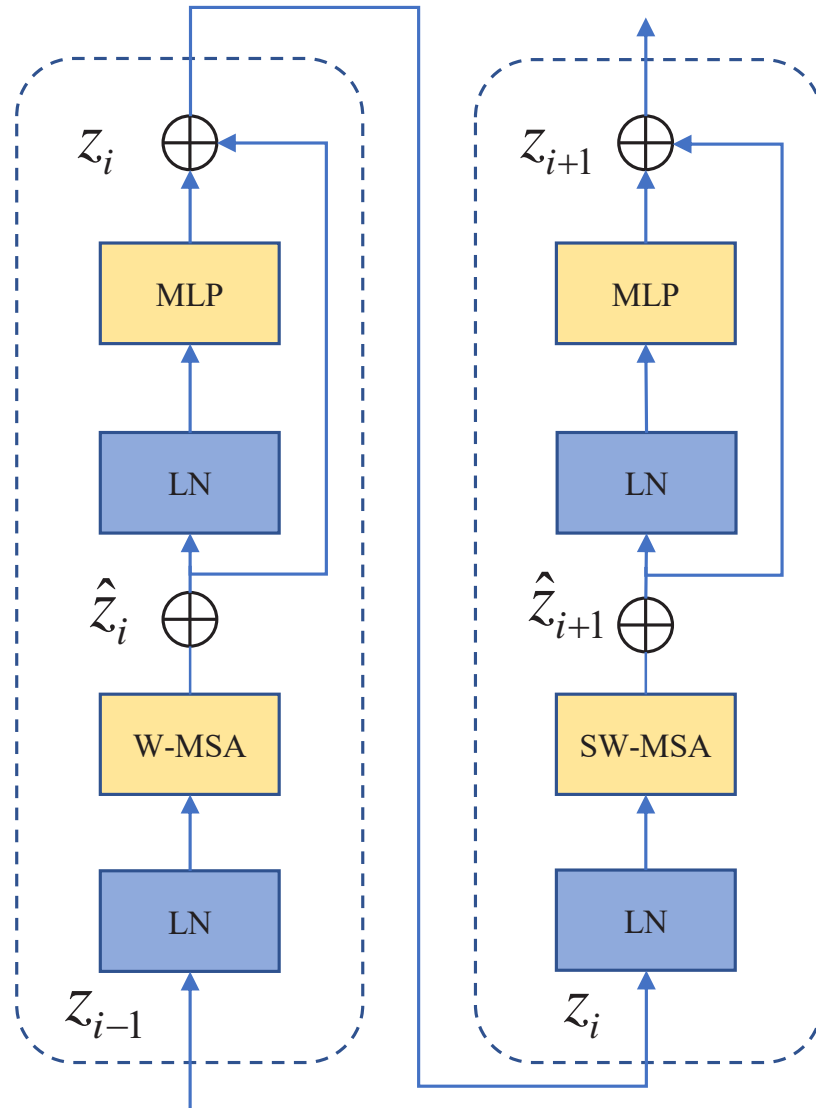 z_i
MLP
LN
ẑ_i
W-MSA
LN
z_{i-1}
z_{i+1}
MLP
LN
ẑ_{i+1}
SW-MSA
LN
z_i